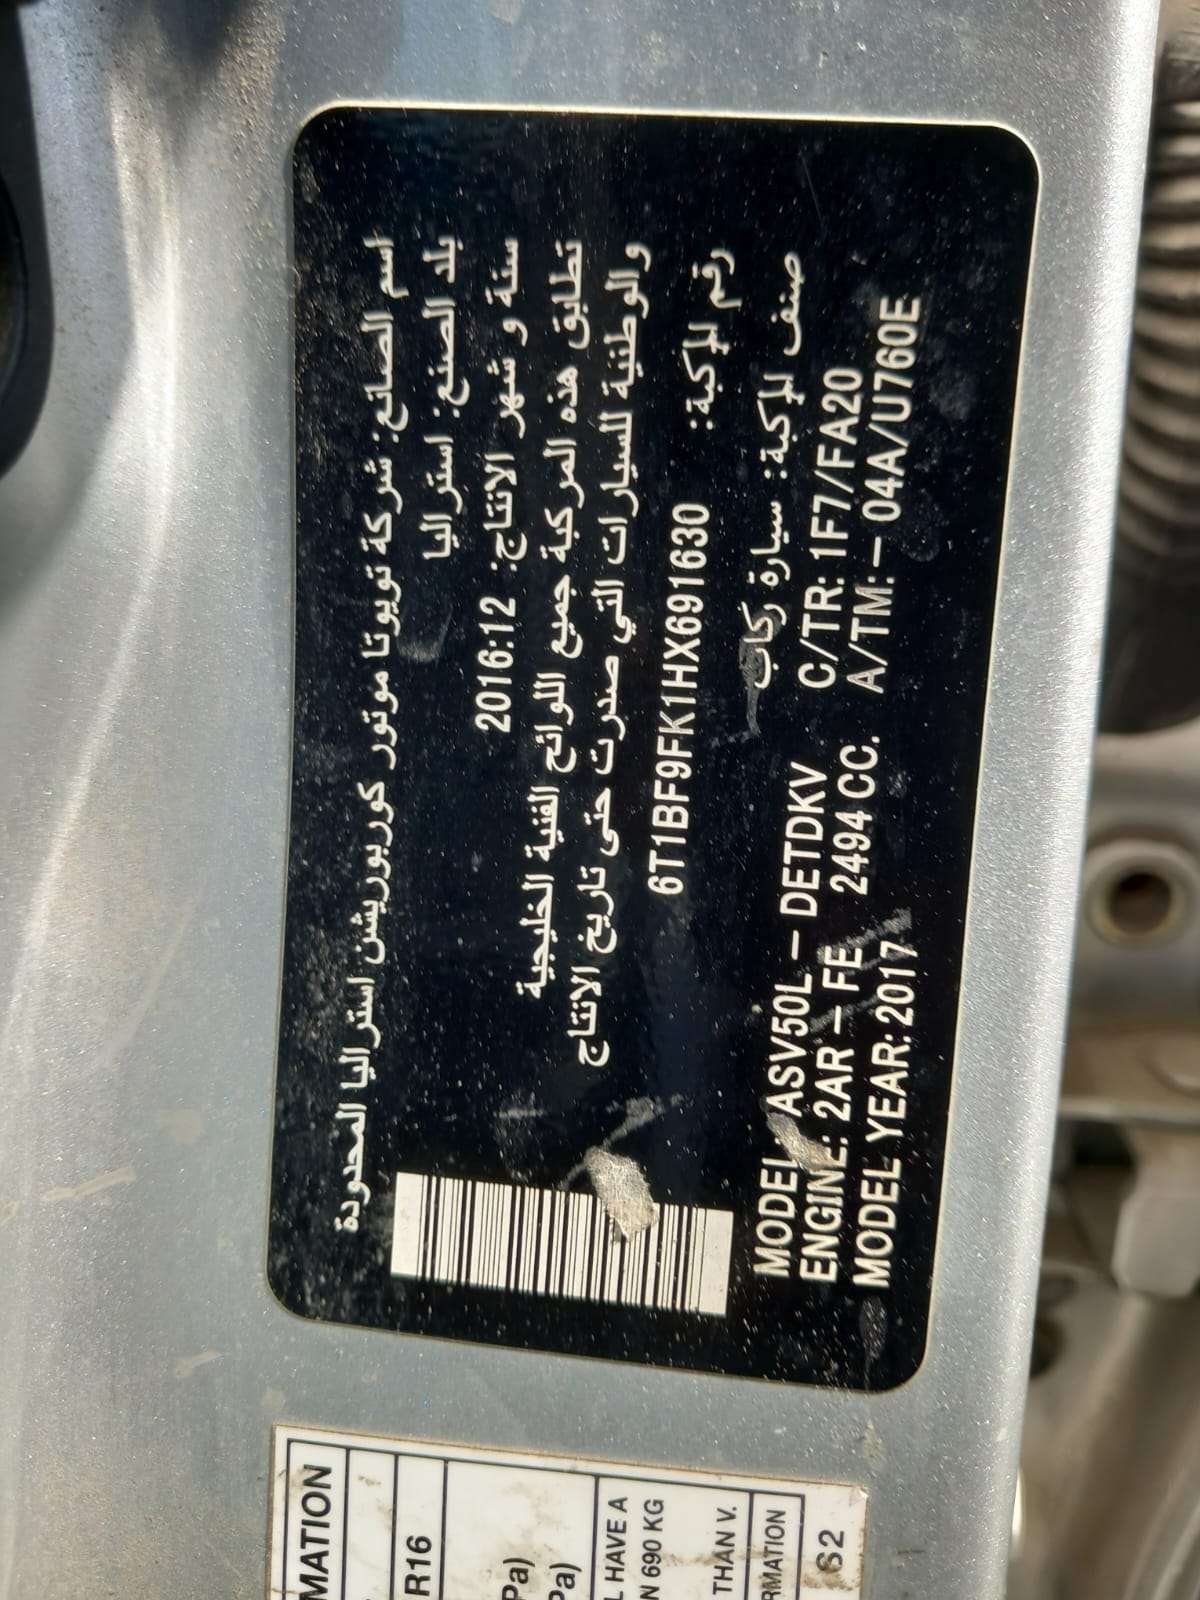 اسم الصانع: شركة تويوتا موتور كوربوريشن استراليا المحدودة
بلد الصنع: استراليا
سنة و شهر الانتاج: 2016:12
تطابق هذه المركبة جميع اللوائح الفنية الخليجية
والوطنية للسيارات التي صدرت حتى تاريخ الانتاج
رقم المركبة: 6T1BF9FK1HX691630
صنف المركبة: سيارة ركاب
MODEL: ASV50L – DETDKV C/TR: 1F7/FA20
ENGINE: 2AR – FE 2494 CC. A/TM: – 04A/U760E
MODEL YEAR: 2017
MATION
R16
Pa)
Pa)
L HAVE A
N 690 KG
THAN V.
RMATION
62